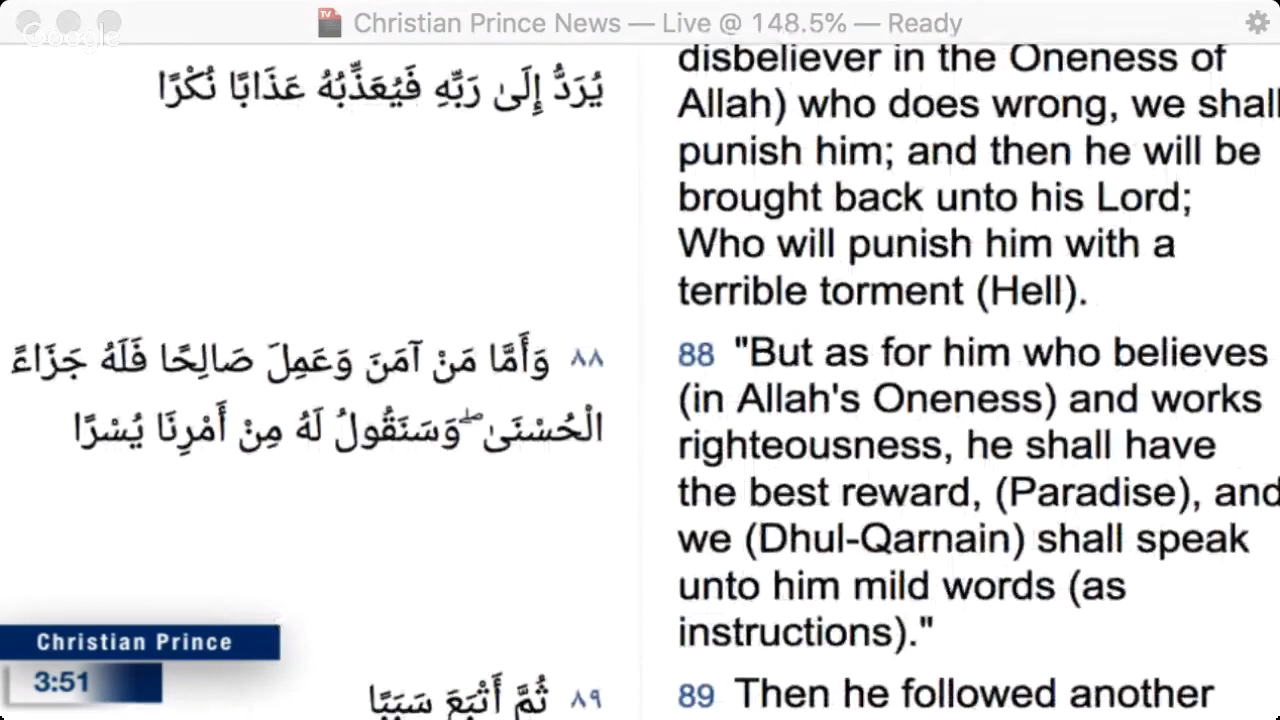 Christian Prince News — Live @ 148.5% — Ready
Google
يُرَدُّ إِلَىٰ رَبِّهِ فَيُعَذِّبُهُ عَذَابًا نُكْرًا
disbeliever in the Oneness of
Allah) who does wrong, we shall
punish him; and then he will be
brought back unto his Lord;
Who will punish him with a
terrible torment (Hell).
٨٨ وَأَمَّا مَنْ آمَنَ وَعَمِلَ صَالِحًا فَلَهُ جَزَاءً
الْحُسْنَىٰ ۖ وَسَنَقُولُ لَهُ مِنْ أَمْرِنَا يُسْرًا
88 "But as for him who believes
(in Allah's Oneness) and works
righteousness, he shall have
the best reward, (Paradise), and
we (Dhul-Qarnain) shall speak
unto him mild words (as
instructions)."
٨٩ ثُمَّ أَتْبَعَ سَبَبًا
89 Then he followed another
Christian Prince
3:51